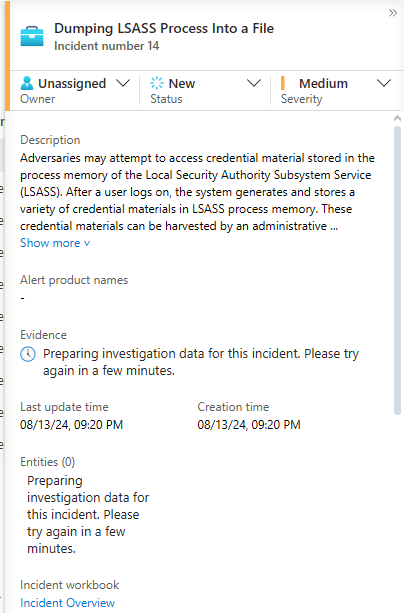 Dumping LSASS Process Into a File
Incident number 14
Unassigned
Owner
New
Status
Medium
Severity
Description
Adversaries may attempt to access credential material stored in the
process memory of the Local Security Authority Subsystem Service
(LSASS). After a user logs on, the system generates and stores a
variety of credential materials in LSASS process memory. These
credential materials can be harvested by an administrative ...
Show more
Alert product names
-
Evidence
Preparing investigation data for this incident. Please try
again in a few minutes.
Last update time
Creation time
08/13/24, 09:20 PM
08/13/24, 09:20 PM
Entities (0)
Preparing
investigation data for
this incident. Please
try again in a few
minutes.
Incident workbook
Incident Overview